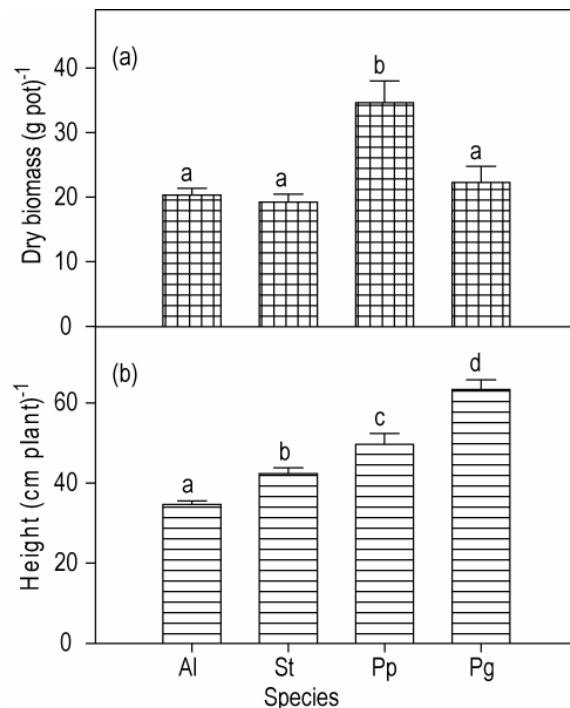 (a)
Dry biomass (g pot)-1
40
30
20
10
0
a
a
b
a
(b)
Height (cm plant)-1
60
40
20
0
a
b
c
d
Al St Pp Pg
Species